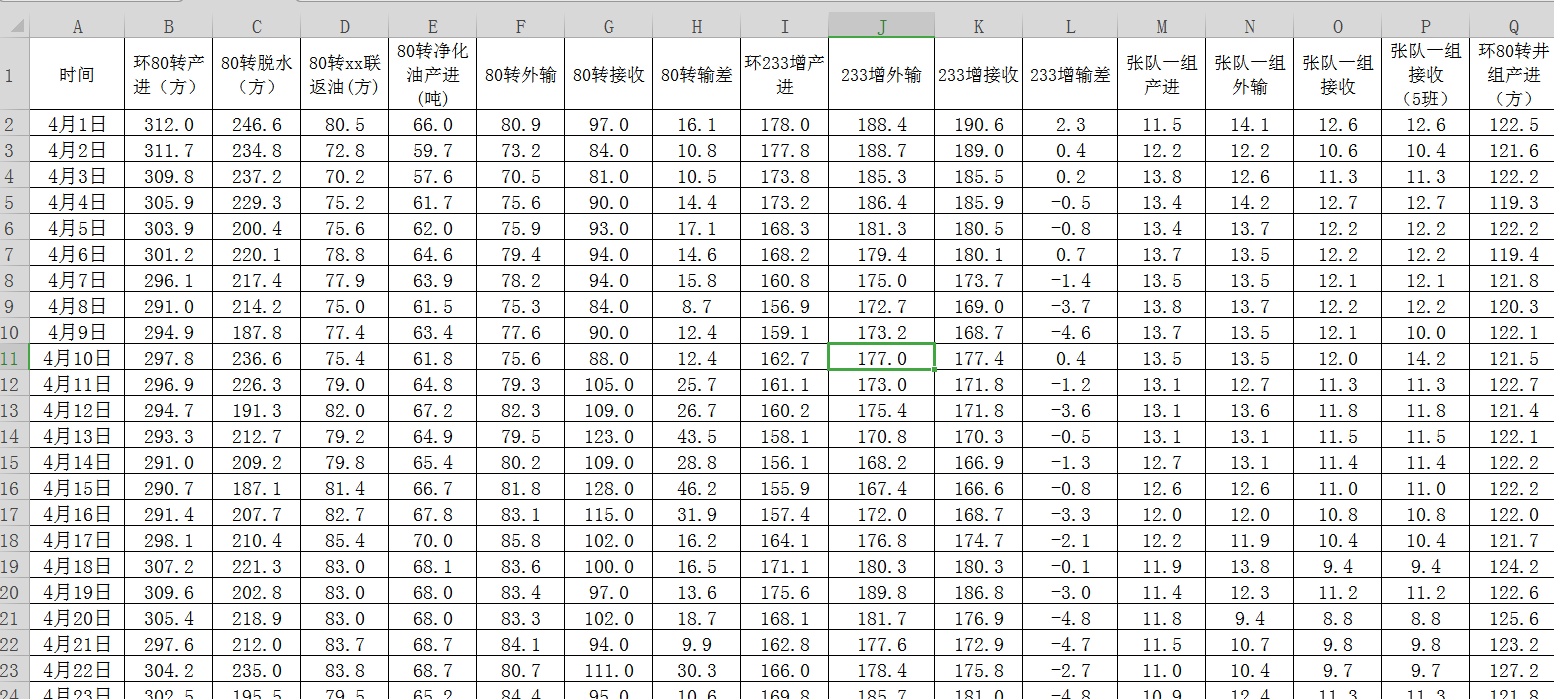 A B C D E F G H I J K L M N O P Q
1 时间 环80转产进（方） 80转脱水（方） 80转xx联返油(方) 80转净化油产进(吨) 80转外输 80转接收 80转输差 环233增产进 233增外输 233增接收 233增输差 张队一组产进 张队一组外输 张队一组接收 张队一组接收（5班） 环80转井组产进（方）
2 4月1日 312.0 246.6 80.5 66.0 80.9 97.0 16.1 178.0 188.4 190.6 2.3 11.5 14.1 12.6 12.6 122.5
3 4月2日 311.7 234.8 72.8 59.7 73.2 84.0 10.8 177.8 188.7 189.0 0.4 12.2 12.2 10.6 10.4 121.6
4 4月3日 309.8 237.2 70.2 57.6 70.5 81.0 10.5 173.8 185.3 185.5 0.2 13.8 12.6 11.3 11.3 122.2
5 4月4日 305.9 229.3 75.2 61.7 75.6 90.0 14.4 173.2 186.4 185.9 -0.5 13.4 14.2 12.7 12.7 119.3
6 4月5日 303.9 200.4 75.6 62.0 75.9 93.0 17.1 168.3 181.3 180.5 -0.8 13.4 13.7 12.2 12.2 122.2
7 4月6日 301.2 220.1 78.8 64.6 79.4 94.0 14.6 168.2 179.4 180.1 0.7 13.7 13.5 12.2 12.2 119.4
8 4月7日 296.1 217.4 77.9 63.9 78.2 94.0 15.8 160.8 175.0 173.7 -1.4 13.5 13.5 12.1 12.1 121.8
9 4月8日 291.0 214.2 75.0 61.5 75.3 84.0 8.7 156.9 172.7 169.0 -3.7 13.8 13.7 12.2 12.2 120.3
10 4月9日 294.9 187.8 77.4 63.4 77.6 90.0 12.4 159.1 173.2 168.7 -4.6 13.7 13.5 12.1 10.0 122.1
11 4月10日 297.8 236.6 75.4 61.8 75.6 88.0 12.4 162.7 177.0 177.4 0.4 13.5 13.5 12.0 14.2 121.5
12 4月11日 296.9 226.3 79.0 64.8 79.3 105.0 25.7 161.1 173.0 171.8 -1.2 13.1 12.7 11.3 11.3 122.7
13 4月12日 294.7 191.3 82.0 67.2 82.3 109.0 26.7 160.2 175.4 171.8 -3.6 13.1 13.6 11.8 11.8 121.4
14 4月13日 293.3 212.7 79.2 64.9 79.5 123.0 43.5 158.1 170.8 170.3 -0.5 13.1 13.1 11.5 11.5 122.1
15 4月14日 291.0 209.2 79.8 65.4 80.2 109.0 28.8 156.1 168.2 166.9 -1.3 12.7 13.1 11.4 11.4 122.2
16 4月15日 290.7 187.1 81.4 66.7 81.8 128.0 46.2 155.9 167.4 166.6 -0.8 12.6 12.6 11.0 11.0 122.2
17 4月16日 291.4 207.7 82.7 67.8 83.1 115.0 31.9 157.4 172.0 168.7 -3.3 12.0 12.0 10.8 10.8 122.0
18 4月17日 298.1 210.4 85.4 70.0 85.8 102.0 16.2 164.1 176.8 174.7 -2.1 12.2 11.9 10.4 10.4 121.7
19 4月18日 307.2 221.3 83.0 68.1 83.6 100.0 16.5 171.1 180.3 180.3 -0.1 11.9 13.8 9.4 9.4 124.2
20 4月19日 309.6 202.8 83.0 68.0 83.4 97.0 13.6 175.6 189.8 186.8 -3.0 11.4 12.3 11.2 11.2 122.6
21 4月20日 305.4 218.9 83.0 68.0 83.3 102.0 18.7 168.1 181.7 176.9 -4.8 11.8 9.4 8.8 8.8 125.6
22 4月21日 297.6 212.0 83.7 68.7 84.1 94.0 9.9 162.8 177.6 172.9 -4.7 11.5 10.7 9.8 9.8 123.2
23 4月22日 304.2 235.0 83.8 68.7 80.7 111.0 30.3 166.0 178.4 175.8 -2.7 11.0 10.4 9.7 9.7 127.2
24 4月23日 302.5 195.5 79.5 65.2 84.4 95.0 10.6 169.8 185.7 181.0 -4.8 10.9 12.4 11.3 11.3 121.8